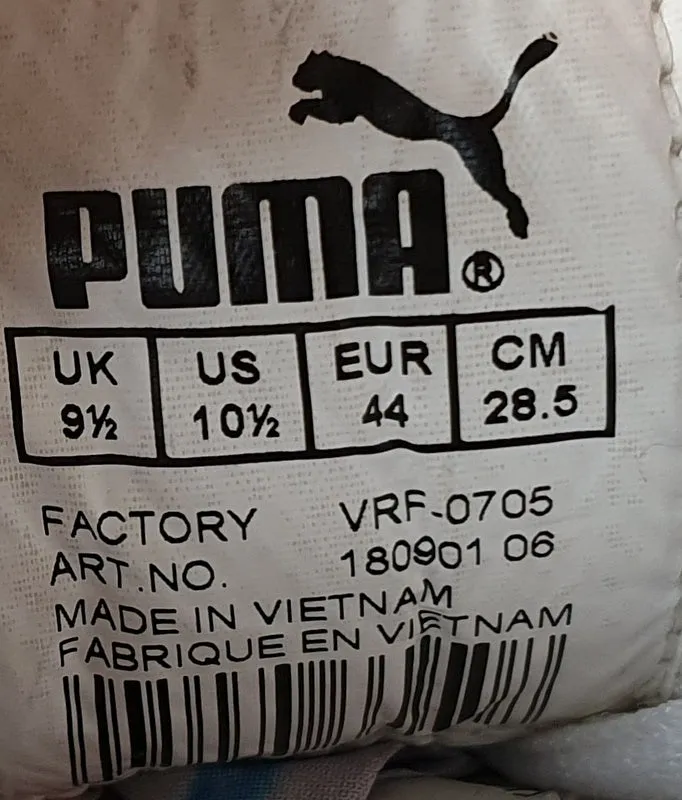 PUMA®
UK US EUR CM
9½ 10½ 44 28.5
FACTORY VRF-0705
ART.NO. 180901 06
MADE IN VIETNAM
FABRIQUE EN VIETNAM